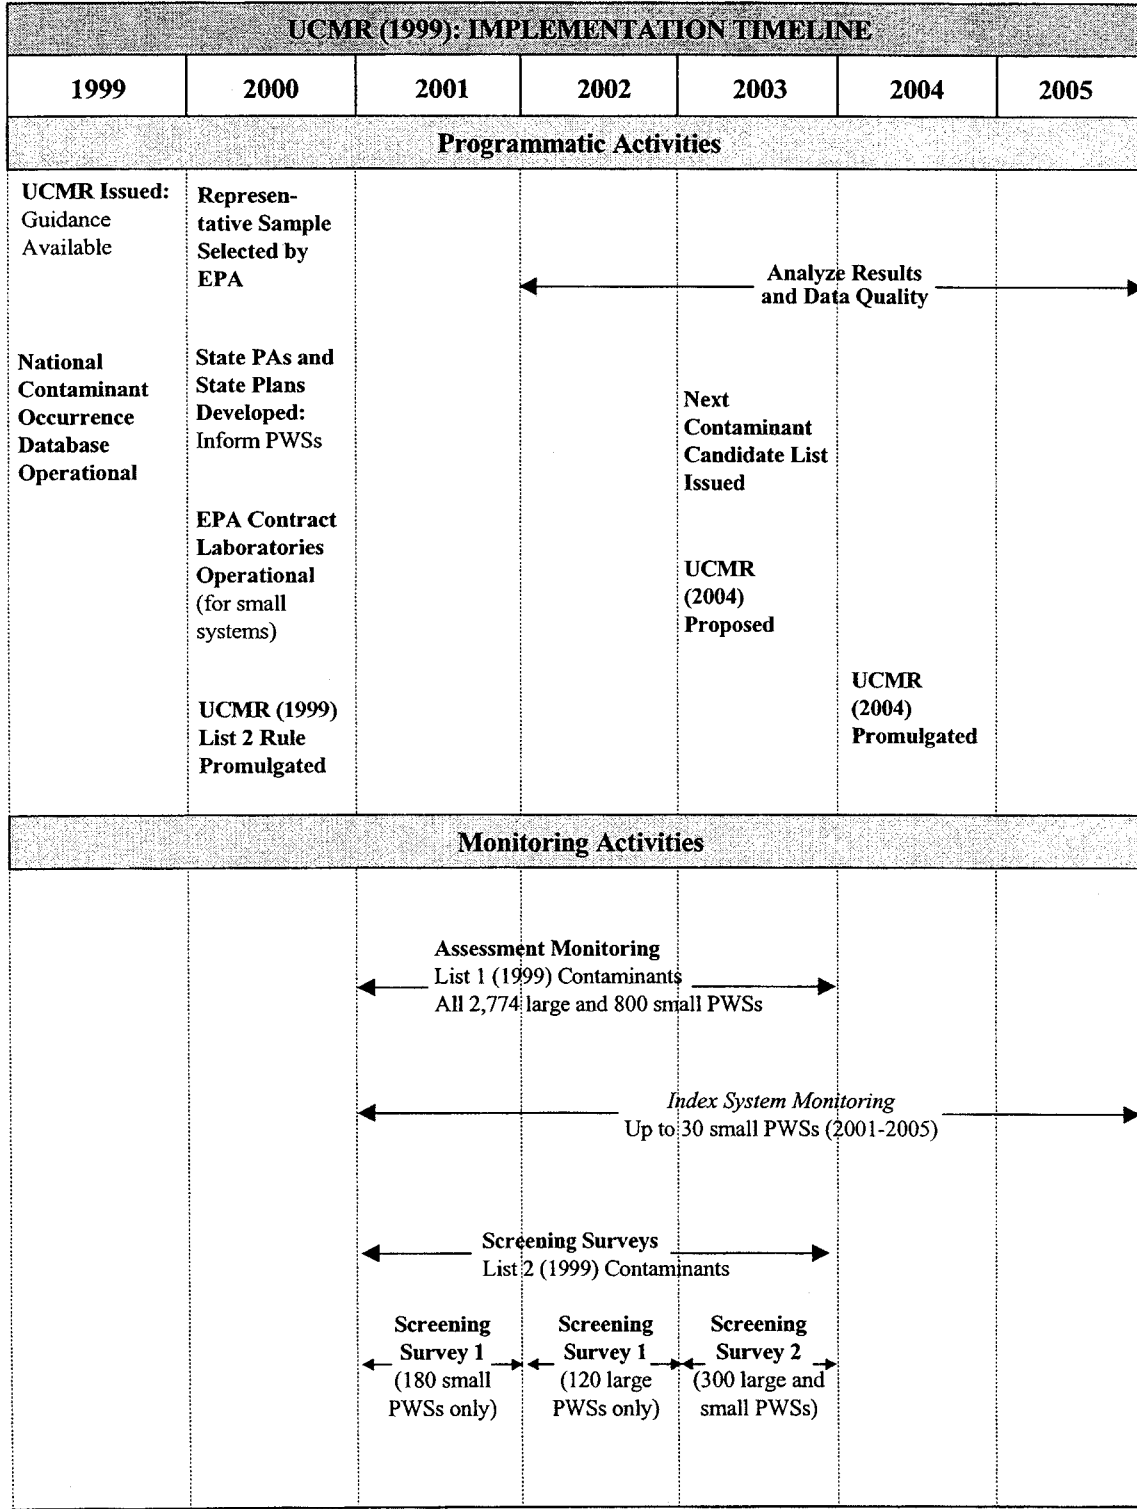 UCMR (1999): IMPLEMENTATION TIMELINE
1999 2000 2001 2002 2003 2004 2005
Programmatic Activities
UCMR Issued:
Guidance
Available
National
Contaminant
Occurrence
Database
Operational
Represen-
tative Sample
Selected by
EPA
State PAs and
State Plans
Developed:
Inform PWSs
EPA Contract
Laboratories
Operational
(for small
systems)
UCMR (1999)
List 2 Rule
Promulgated
Analyze Results
and Data Quality
Next
Contaminant
Candidate List
Issued
UCMR
(2004)
Proposed
UCMR
(2004)
Promulgated
Monitoring Activities
Assessment Monitoring
List 1 (1999) Contaminants
All 2,774 large and 800 small PWSs
Index System Monitoring
Up to 30 small PWSs (2001-2005)
Screening Surveys
List 2 (1999) Contaminants
Screening
Survey 1
(180 small
PWSs only)
Screening
Survey 1
(120 large
PWSs only)
Screening
Survey 2
(300 large and
small PWSs)